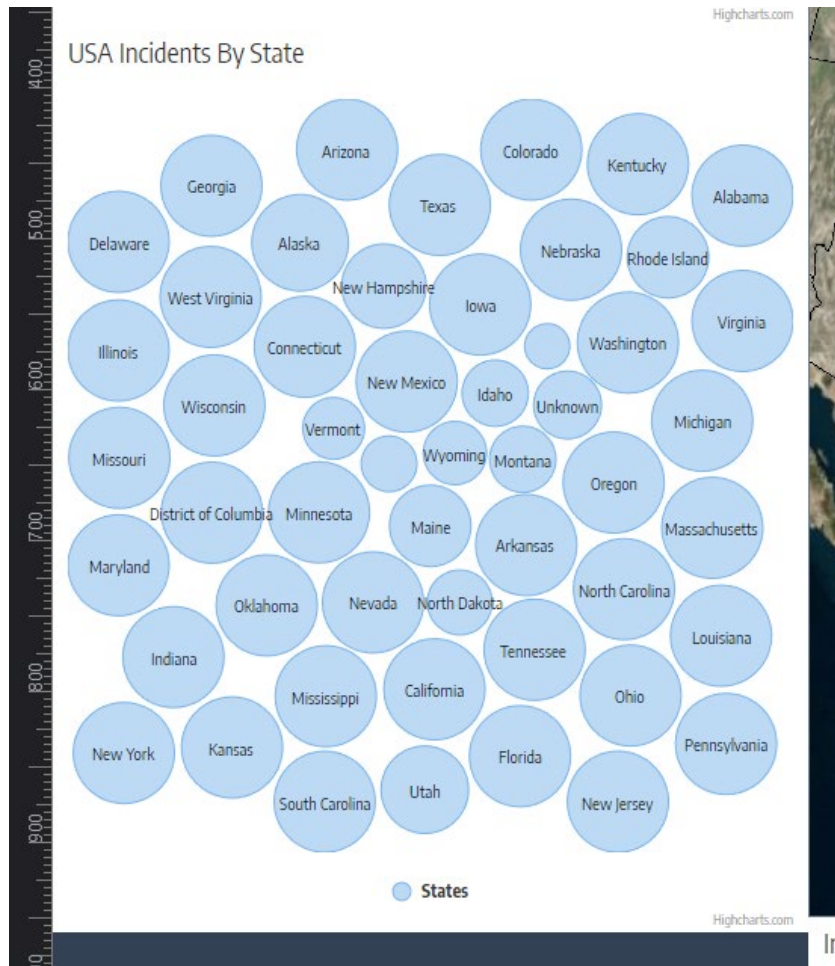 Highcharts.com
USA Incidents By State
400
500
600
700
800
900
Arizona
Colorado
Kentucky
Georgia
Texas
Alabama
Delaware
Alaska
Nebraska
Rhode Island
New Hampshire
West Virginia
Iowa
Virginia
Illinois
Connecticut
Washington
New Mexico
Idaho
Wisconsin
Unknown
Michigan
Vermont
Missouri
Wyoming
Montana
Oregon
District of Columbia
Minnesota
Maine
Massachusetts
Arkansas
Maryland
Oklahoma
Nevada
North Dakota
North Carolina
Louisiana
Indiana
Tennessee
Mississippi
California
Ohio
New York
Kansas
Florida
Pennsylvania
South Carolina
Utah
New Jersey
States
Highcharts.com